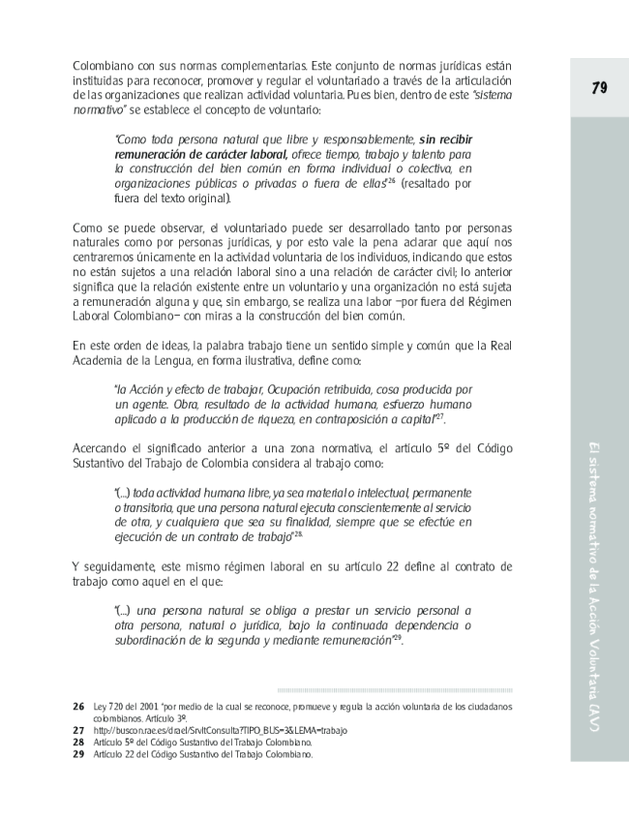 Colombiano con sus normas complementarias. Este conjunto de normas jurídicas están
instituidas para reconocer, promover y regular el voluntariado a través de la articulación
de las organizaciones que realizan actividad voluntaria. Pues bien, dentro de este "sistema
normativo" se establece el concepto de voluntario:
"Como toda persona natural que libre y responsablemente, sin recibir
remuneración de carácter laboral, ofrece tiempo, trabajo y talento para
la construcción del bien común en forma individual o colectiva, en
organizaciones públicas o privadas o fuera de ellas"26 (resaltado por
fuera del texto original).
Como se puede observar, el voluntariado puede ser desarrollado tanto por personas
naturales como por personas jurídicas, y por esto vale la pena aclarar que aquí nos
centraremos únicamente en la actividad voluntaria de los individuos, indicando que estos
no están sujetos a una relación laboral sino a una relación de carácter civil; lo anterior
significa que la relación existente entre un voluntario y una organización no está sujeta
a remuneración alguna y que, sin embargo, se realiza una labor –por fuera del Régimen
Laboral Colombiano– con miras a la construcción del bien común.
En este orden de ideas, la palabra trabajo tiene un sentido simple y común que la Real
Academia de la Lengua, en forma ilustrativa, define como:
"la Acción y efecto de trabajar, Ocupación retribuida, cosa producida por
un agente. Obra, resultado de la actividad humana, esfuerzo humano
aplicado a la producción de riqueza, en contraposición a capital"27.
Acercando el significado anterior a una zona normativa, el artículo 5º del Código
Sustantivo del Trabajo de Colombia considera al trabajo como:
"(...) toda actividad humana libre, ya sea material o intelectual, permanente
o transitoria, que una persona natural ejecuta conscientemente al servicio
de otra, y cualquiera que sea su finalidad, siempre que se efectúe en
ejecución de un contrato de trabajo"28.
Y seguidamente, este mismo régimen laboral en su artículo 22 define al contrato de
trabajo como aquel en el que:
"(...) una persona natural se obliga a prestar un servicio personal a
otra persona, natural o jurídica, bajo la continuada dependencia o
subordinación de la segunda y mediante remuneración"29.
26 Ley 720 del 2001 "por medio de la cual se reconoce, promueve y regula la acción voluntaria de los ciudadanos
colombianos. Artículo 3º.
27 http://buscon.rae.es/draeI/SrvltConsulta?TIPO_BUS=3&LEMA=trabajo
28 Artículo 5º del Código Sustantivo del Trabajo Colombiano.
29 Artículo 22 del Código Sustantivo del Trabajo Colombiano.
79
El sistema normativo de la Acción Voluntaria (AV)